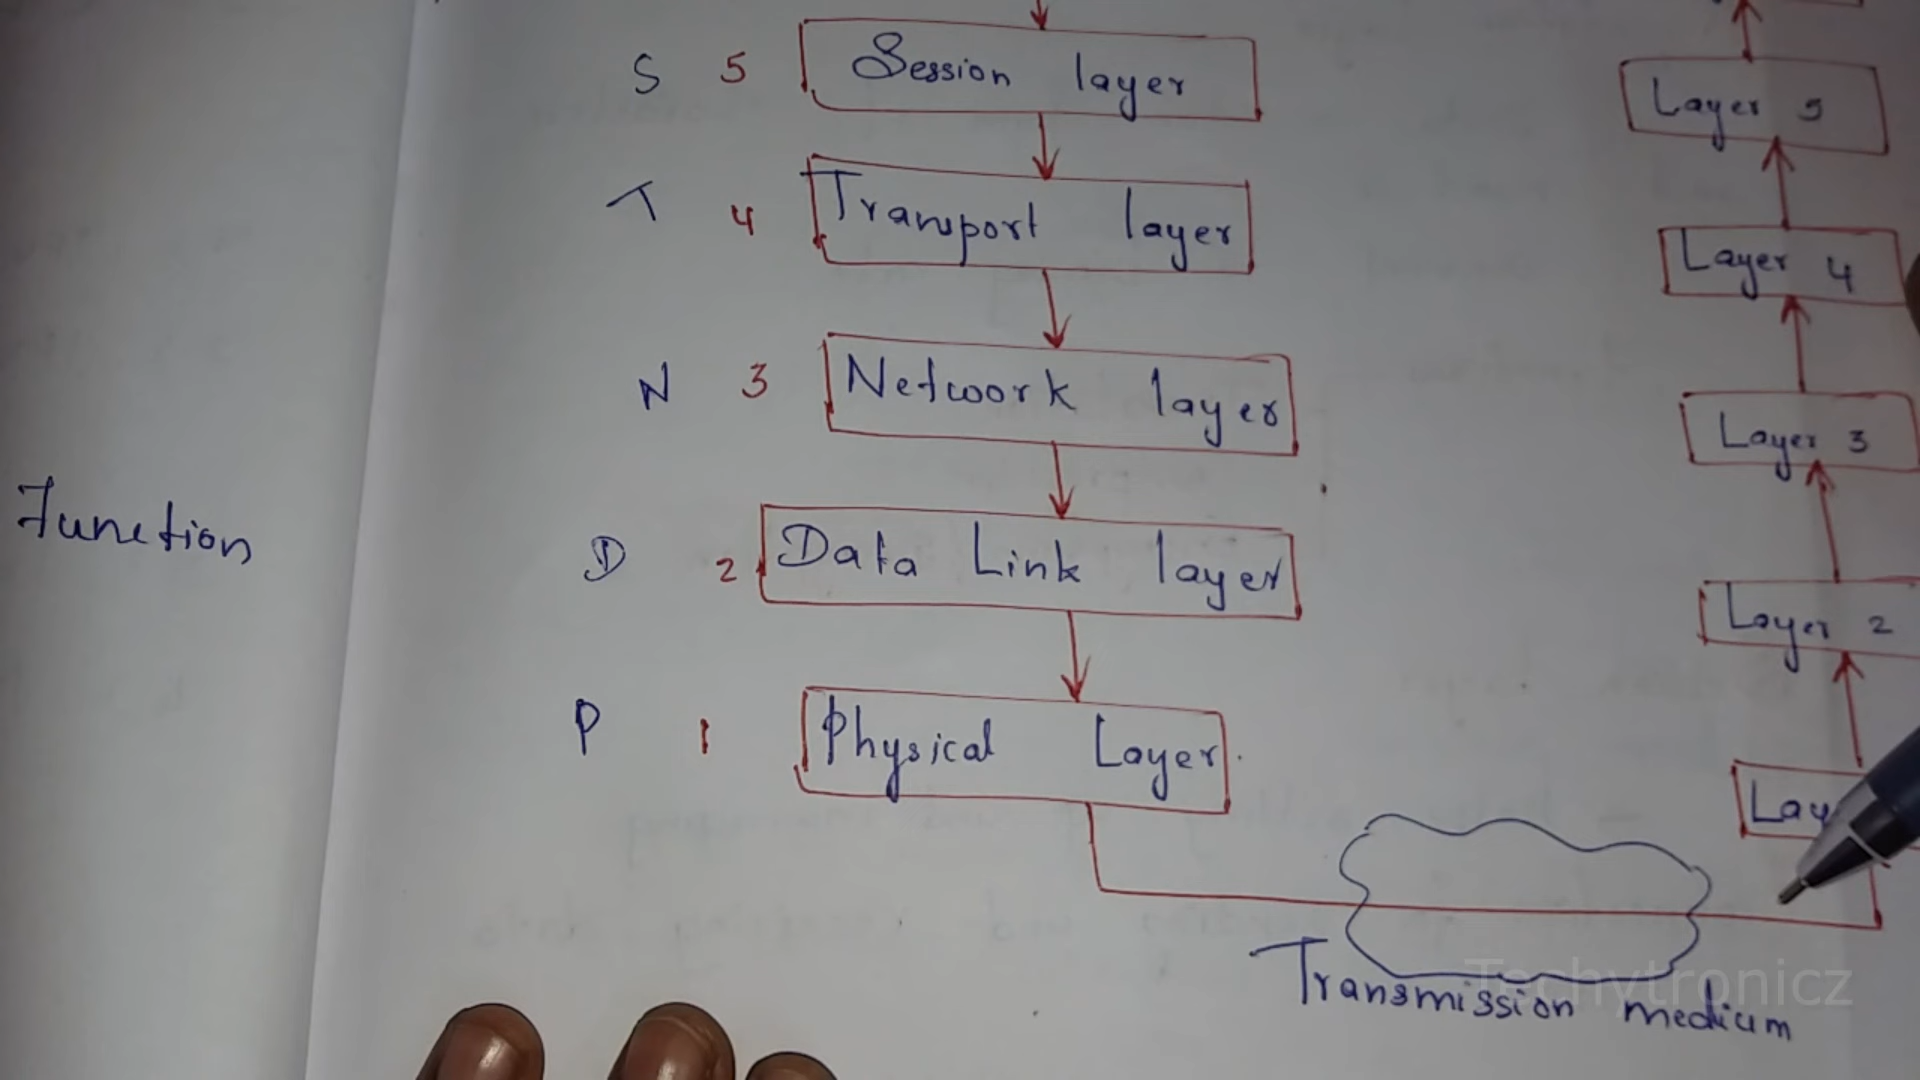 S 5 Session layer
Layer 5
T 4 Transport layer
Layer 4
N 3 Network layer
Layer 3
Function
D 2 Data Link layer
Layer 2
P 1 Physical Layer
Lay
Transmission medium
Techytronicz